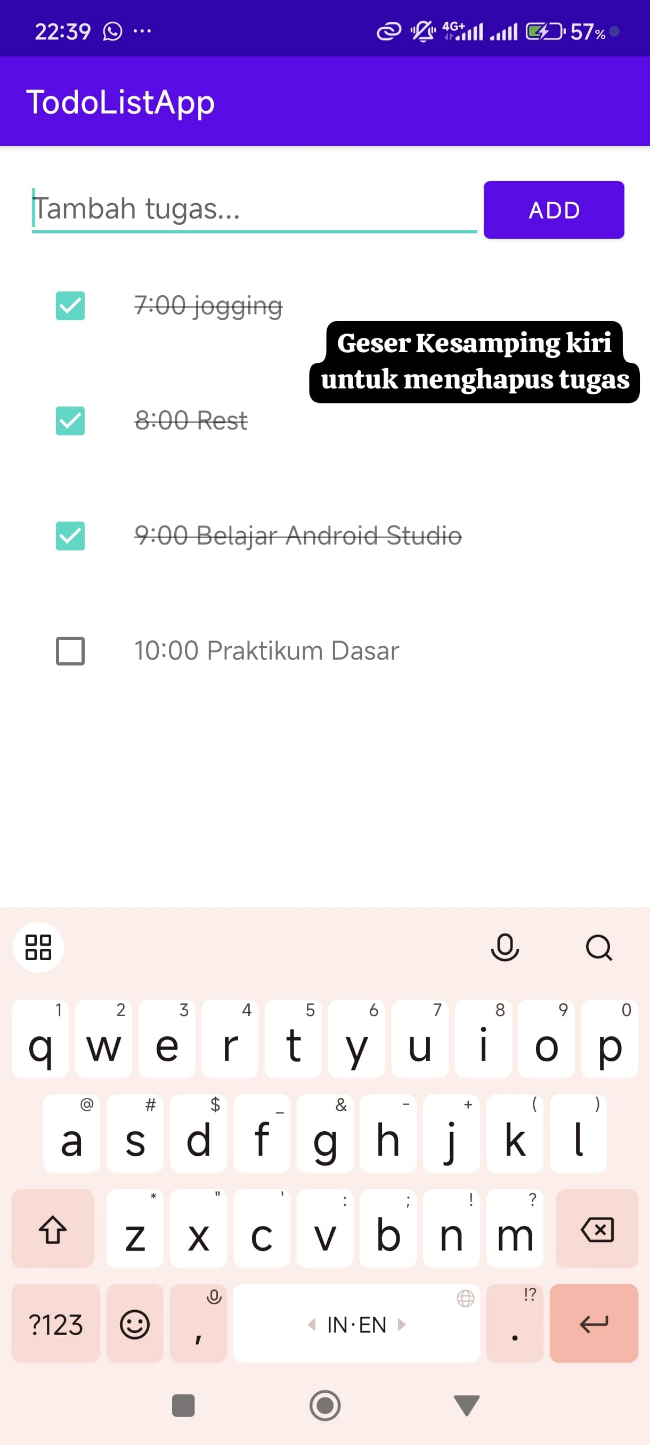 22:39 ... 4G+ 57%
TodoListApp
Tambah tugas...
ADD
7:00 jogging
Geser Kesamping kiri
untuk menghapus tugas
8:00 Rest
9:00 Belajar Android Studio
10:00 Praktikum Dasar
1 2 3 4 5 6 7 8 9 0
q w e r t y u i o p
@ # $ _ & - + ( )
a s d f g h j k l
* " ' : ; ! ?
z x c v b n m
!?
?123 , IN·EN .